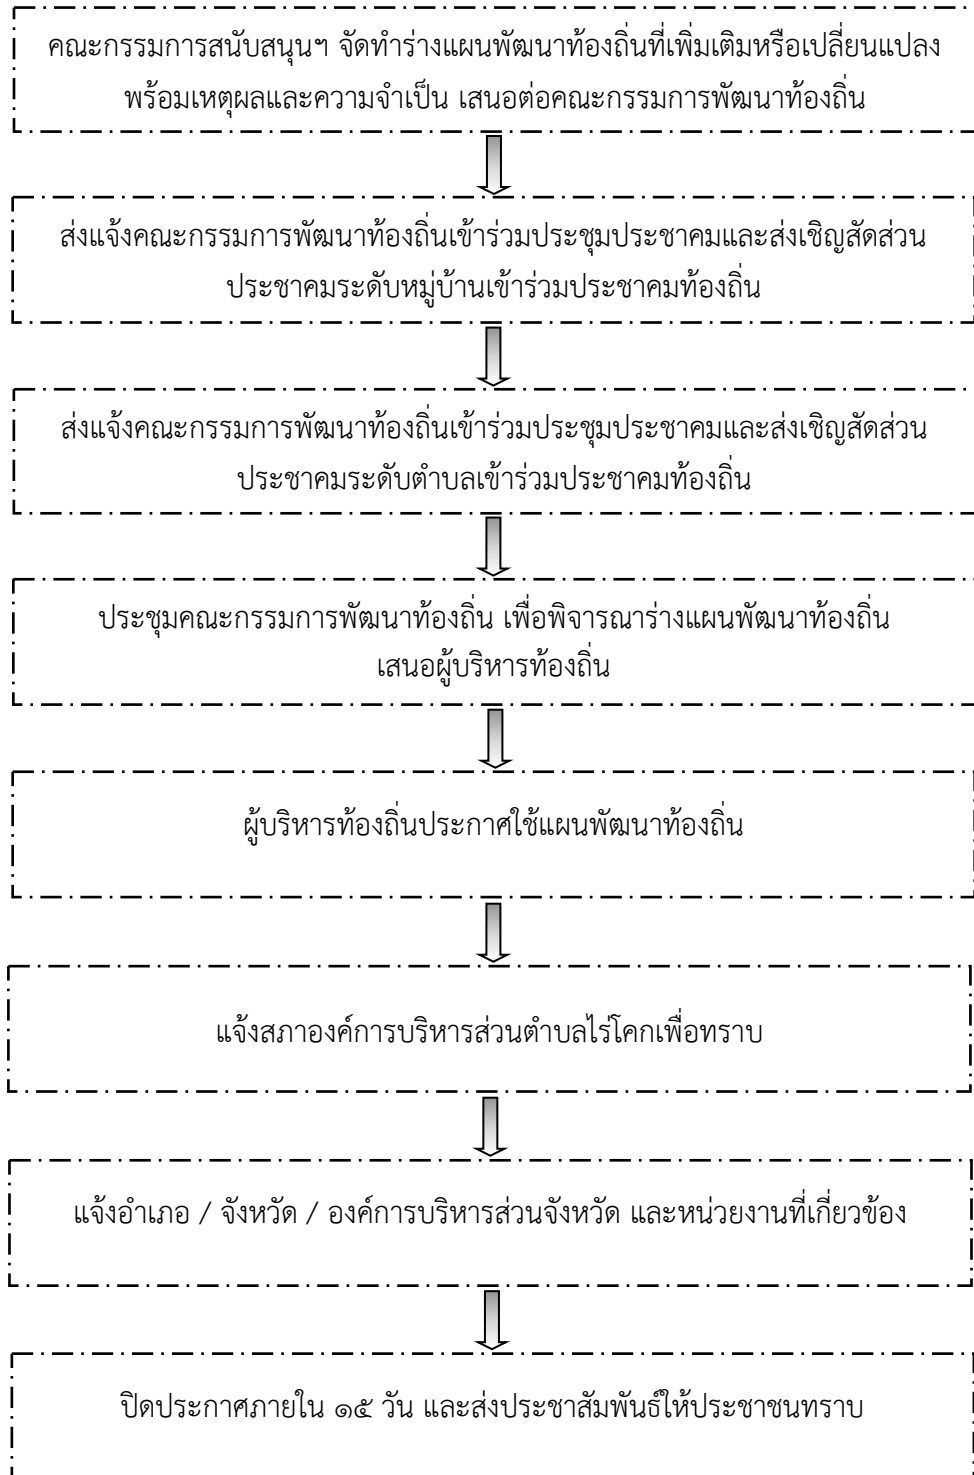 คณะกรรมการสนับสนุนฯ จัดทำร่างแผนพัฒนาท้องถิ่นที่เพิ่มเติมหรือเปลี่ยนแปลง
พร้อมเหตุผลและความจำเป็น เสนอต่อคณะกรรมการพัฒนาท้องถิ่น
ส่งแจ้งคณะกรรมการพัฒนาท้องถิ่นเข้าร่วมประชุมประชาคมและส่งเชิญสัดส่วน
ประชาคมระดับหมู่บ้านเข้าร่วมประชาคมท้องถิ่น
ส่งแจ้งคณะกรรมการพัฒนาท้องถิ่นเข้าร่วมประชุมประชาคมและส่งเชิญสัดส่วน
ประชาคมระดับตำบลเข้าร่วมประชาคมท้องถิ่น
ประชุมคณะกรรมการพัฒนาท้องถิ่น เพื่อพิจารณาร่างแผนพัฒนาท้องถิ่น
เสนอผู้บริหารท้องถิ่น
ผู้บริหารท้องถิ่นประกาศใช้แผนพัฒนาท้องถิ่น
แจ้งสภาองค์การบริหารส่วนตำบลไร่โคกเพื่อทราบ
แจ้งอำเภอ / จังหวัด / องค์การบริหารส่วนจังหวัด และหน่วยงานที่เกี่ยวข้อง
ปิดประกาศภายใน ๑๕ วัน และส่งประชาสัมพันธ์ให้ประชาชนทราบ